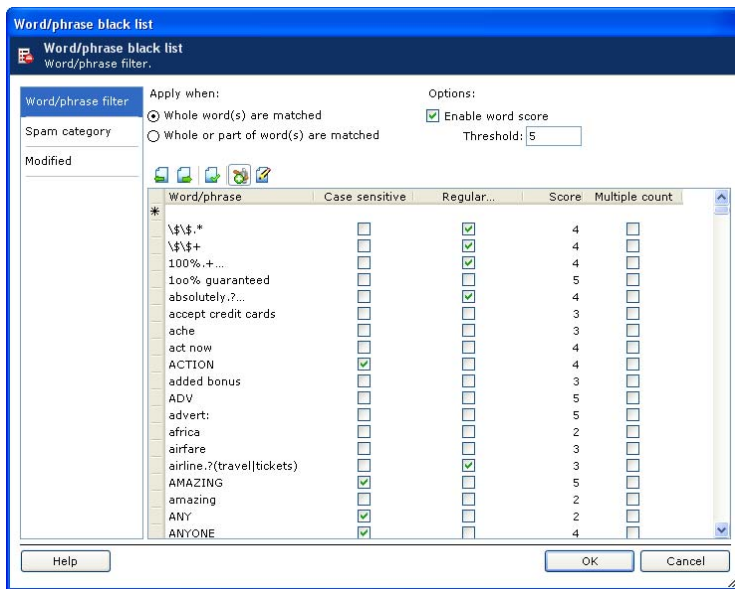 Word/phrase black list
Word/phrase black list
Word/phrase filter.
Word/phrase filter
Spam category
Modified
Apply when:
Whole word(s) are matched
Whole or part of word(s) are matched
Options:
Enable word score
Threshold: 5
Word/phrase Case sensitive Regular... Score Multiple count
*
\$\$.* 4
\$\$+ 4
100%.+... 4
1oo% guaranteed 5
absolutely.?... 4
accept credit cards 3
ache 3
act now 4
ACTION 4
added bonus 3
ADV 5
advert: 5
africa 2
airfare 3
airline.?(travel|tickets) 3
AMAZING 5
amazing 2
ANY 2
ANYONE 4
Help OK Cancel